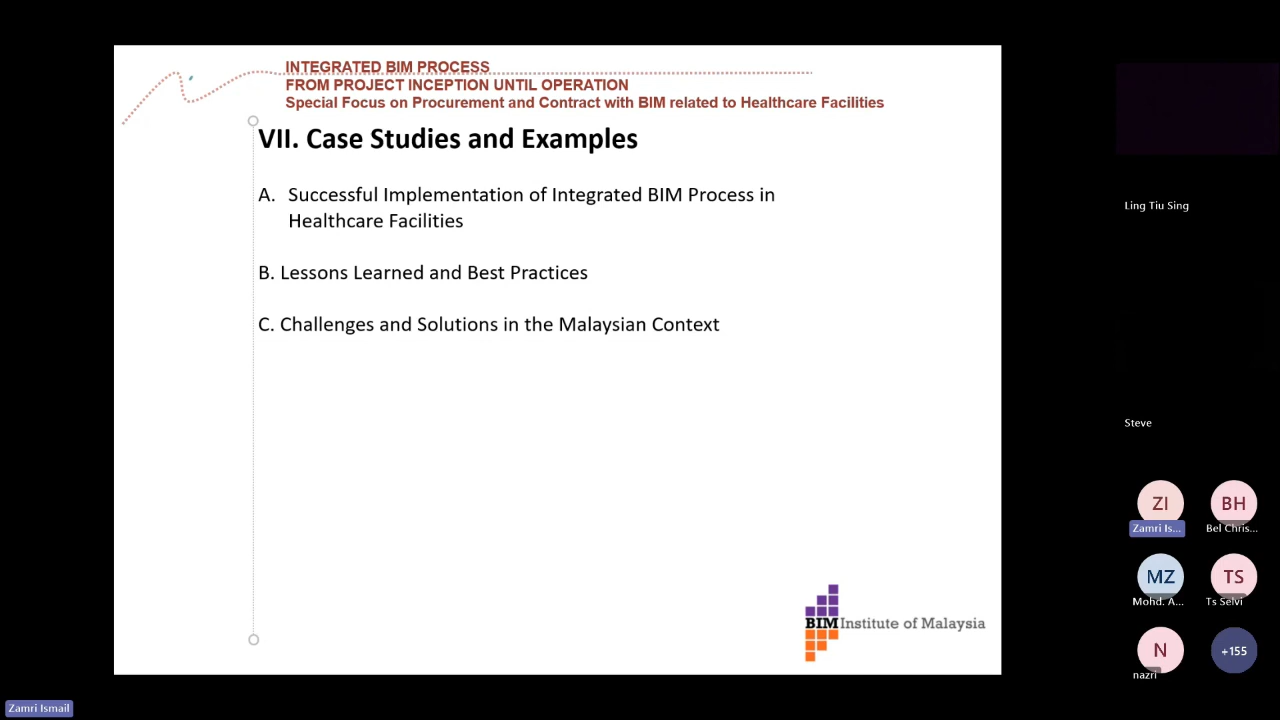 INTEGRATED BIM PROCESS
FROM PROJECT INCEPTION UNTIL OPERATION
Special Focus on Procurement and Contract with BIM related to Healthcare Facilities
VII. Case Studies and Examples
A. Successful Implementation of Integrated BIM Process in
Healthcare Facilities
B. Lessons Learned and Best Practices
C. Challenges and Solutions in the Malaysian Context
BIM Institute of Malaysia
Ling Tiu Sing
Steve
ZI
BH
Zamri Is...
Bel Chris...
MZ
TS
Mohd. A...
Ts Selvi
N
+155
nazri
Zamri Ismail